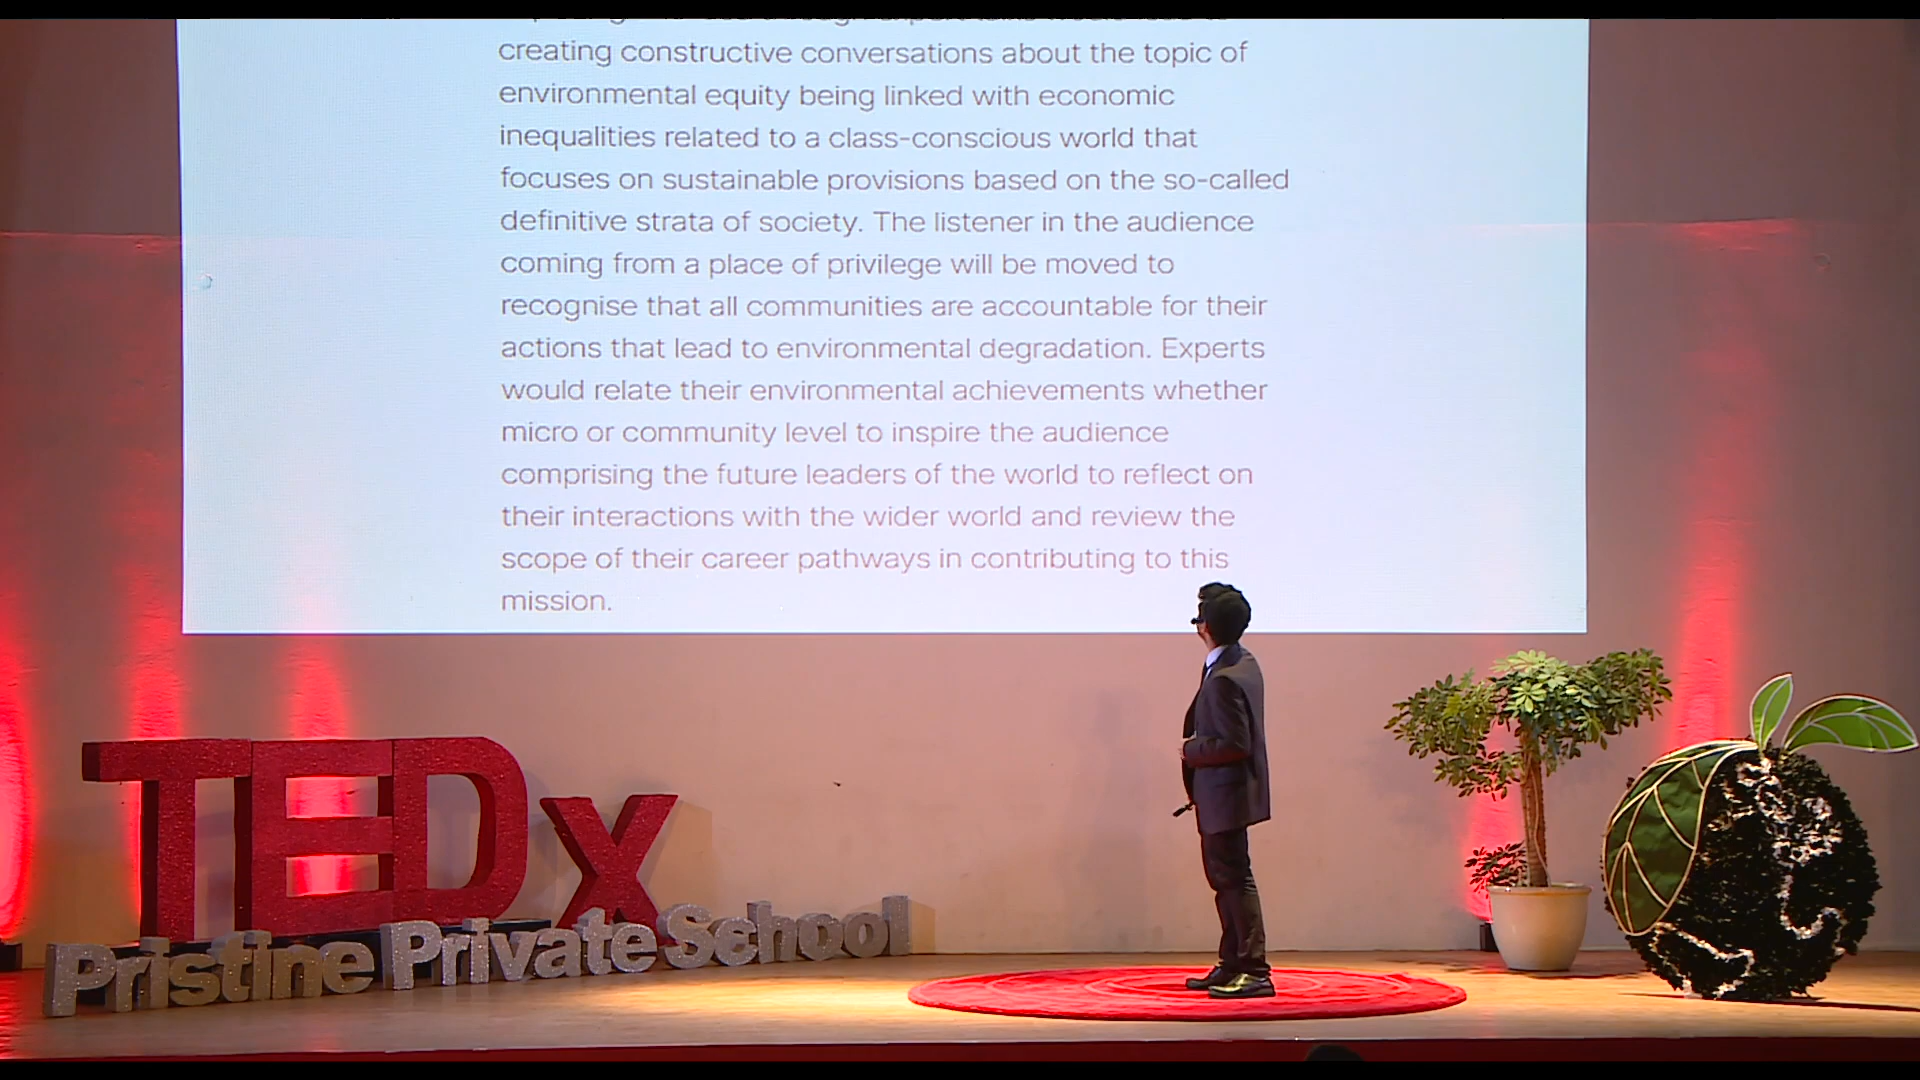 creating constructive conversations about the topic of
environmental equity being linked with economic
inequalities related to a class-conscious world that
focuses on sustainable provisions based on the so-called
definitive strata of society. The listener in the audience
coming from a place of privilege will be moved to
recognise that all communities are accountable for their
actions that lead to environmental degradation. Experts
would relate their environmental achievements whether
micro or community level to inspire the audience
comprising the future leaders of the world to reflect on
their interactions with the wider world and review the
scope of their career pathways in contributing to this
mission.
TEDx
Pristine Private School